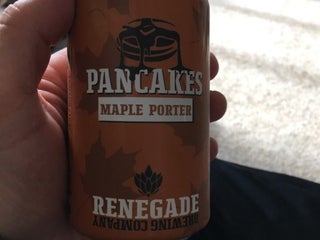 PANCAKES
MAPLE PORTER
RENEGADE
BREWING COMPANY